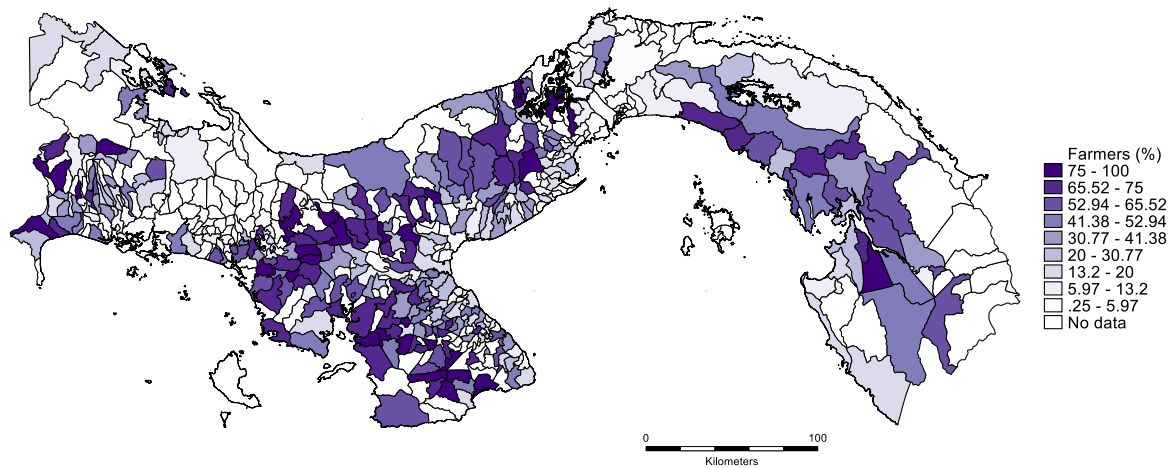 Farmers (%)
75 - 100
65.52 - 75
52.94 - 65.52
41.38 - 52.94
30.77 - 41.38
20 - 30.77
13.2 - 20
5.97 - 13.2
.25 - 5.97
No data
0 100
Kilometers